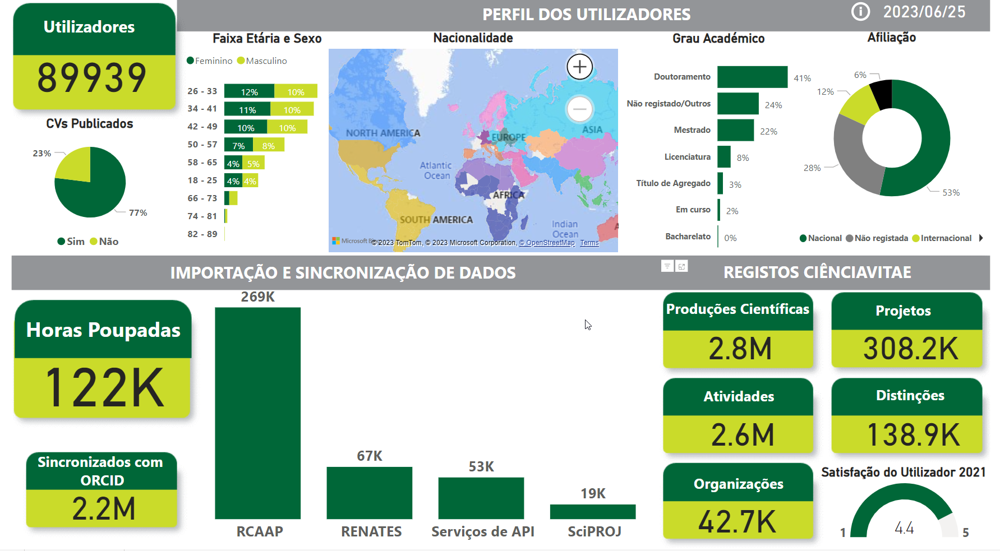 Utilizadores
89939
PERFIL DOS UTILIZADORES
2023/06/25
CVs Publicados
23%
77%
Sim
Não
Faixa Etária e Sexo
Feminino
Masculino
26 - 33
12%
10%
34 - 41
11%
10%
42 - 49
10%
10%
50 - 57
7%
8%
58 - 65
4%
5%
18 - 25
4%
4%
66 - 73
74 - 81
82 - 89
Nacionalidade
NORTH AMERICA
EUROPE
ASIA
Atlantic
Ocean
AFRICA
SOUTH AMERICA
Indian
Ocean
Microsoft
© 2023 TomTom, © 2023 Microsoft Corporation, © OpenStreetMap Terms
Grau Académico
Doutoramento
41%
Não registado/Outros
24%
Mestrado
22%
Licenciatura
8%
Título de Agregado
3%
Em curso
2%
Bacharelato
0%
Afiliação
6%
12%
28%
53%
Nacional
Não registada
Internacional
IMPORTAÇÃO E SINCRONIZAÇÃO DE DADOS
Horas Poupadas
122K
Sincronizados com
ORCID
2.2M
269K
67K
53K
19K
RCAAP
RENATES
Serviços de API
SciPROJ
REGISTOS CIÊNCIAVITAE
Produções Científicas
2.8M
Projetos
308.2K
Atividades
2.6M
Distinções
138.9K
Organizações
42.7K
Satisfação do Utilizador 2021
1
4.4
5